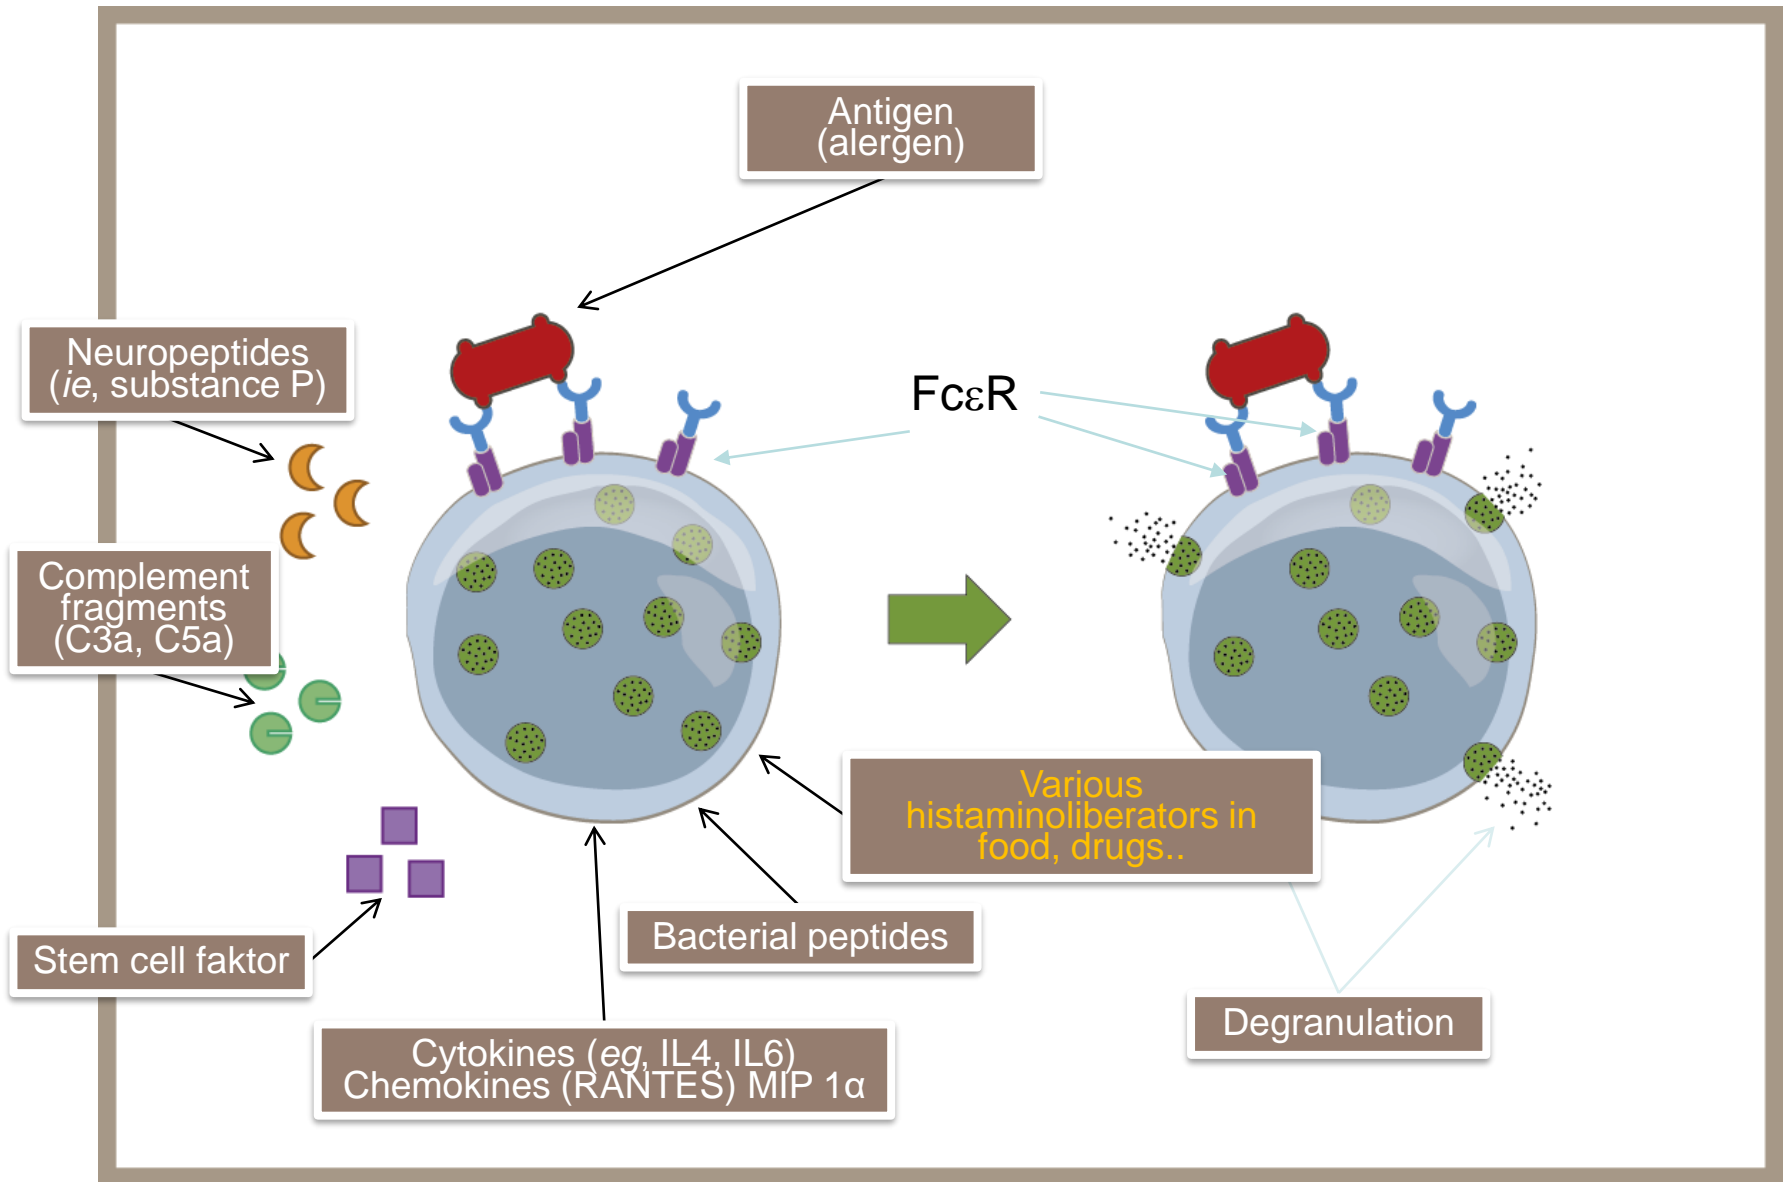 Antigen
(alergen)
Neuropeptides
(ie, substance P)
FcεR
Complement
fragments
(C3a, C5a)
Various
histaminoliberators in
food, drugs..
Bacterial peptides
Stem cell faktor
Degranulation
Cytokines (eg, IL4, IL6)
Chemokines (RANTES) MIP 1α